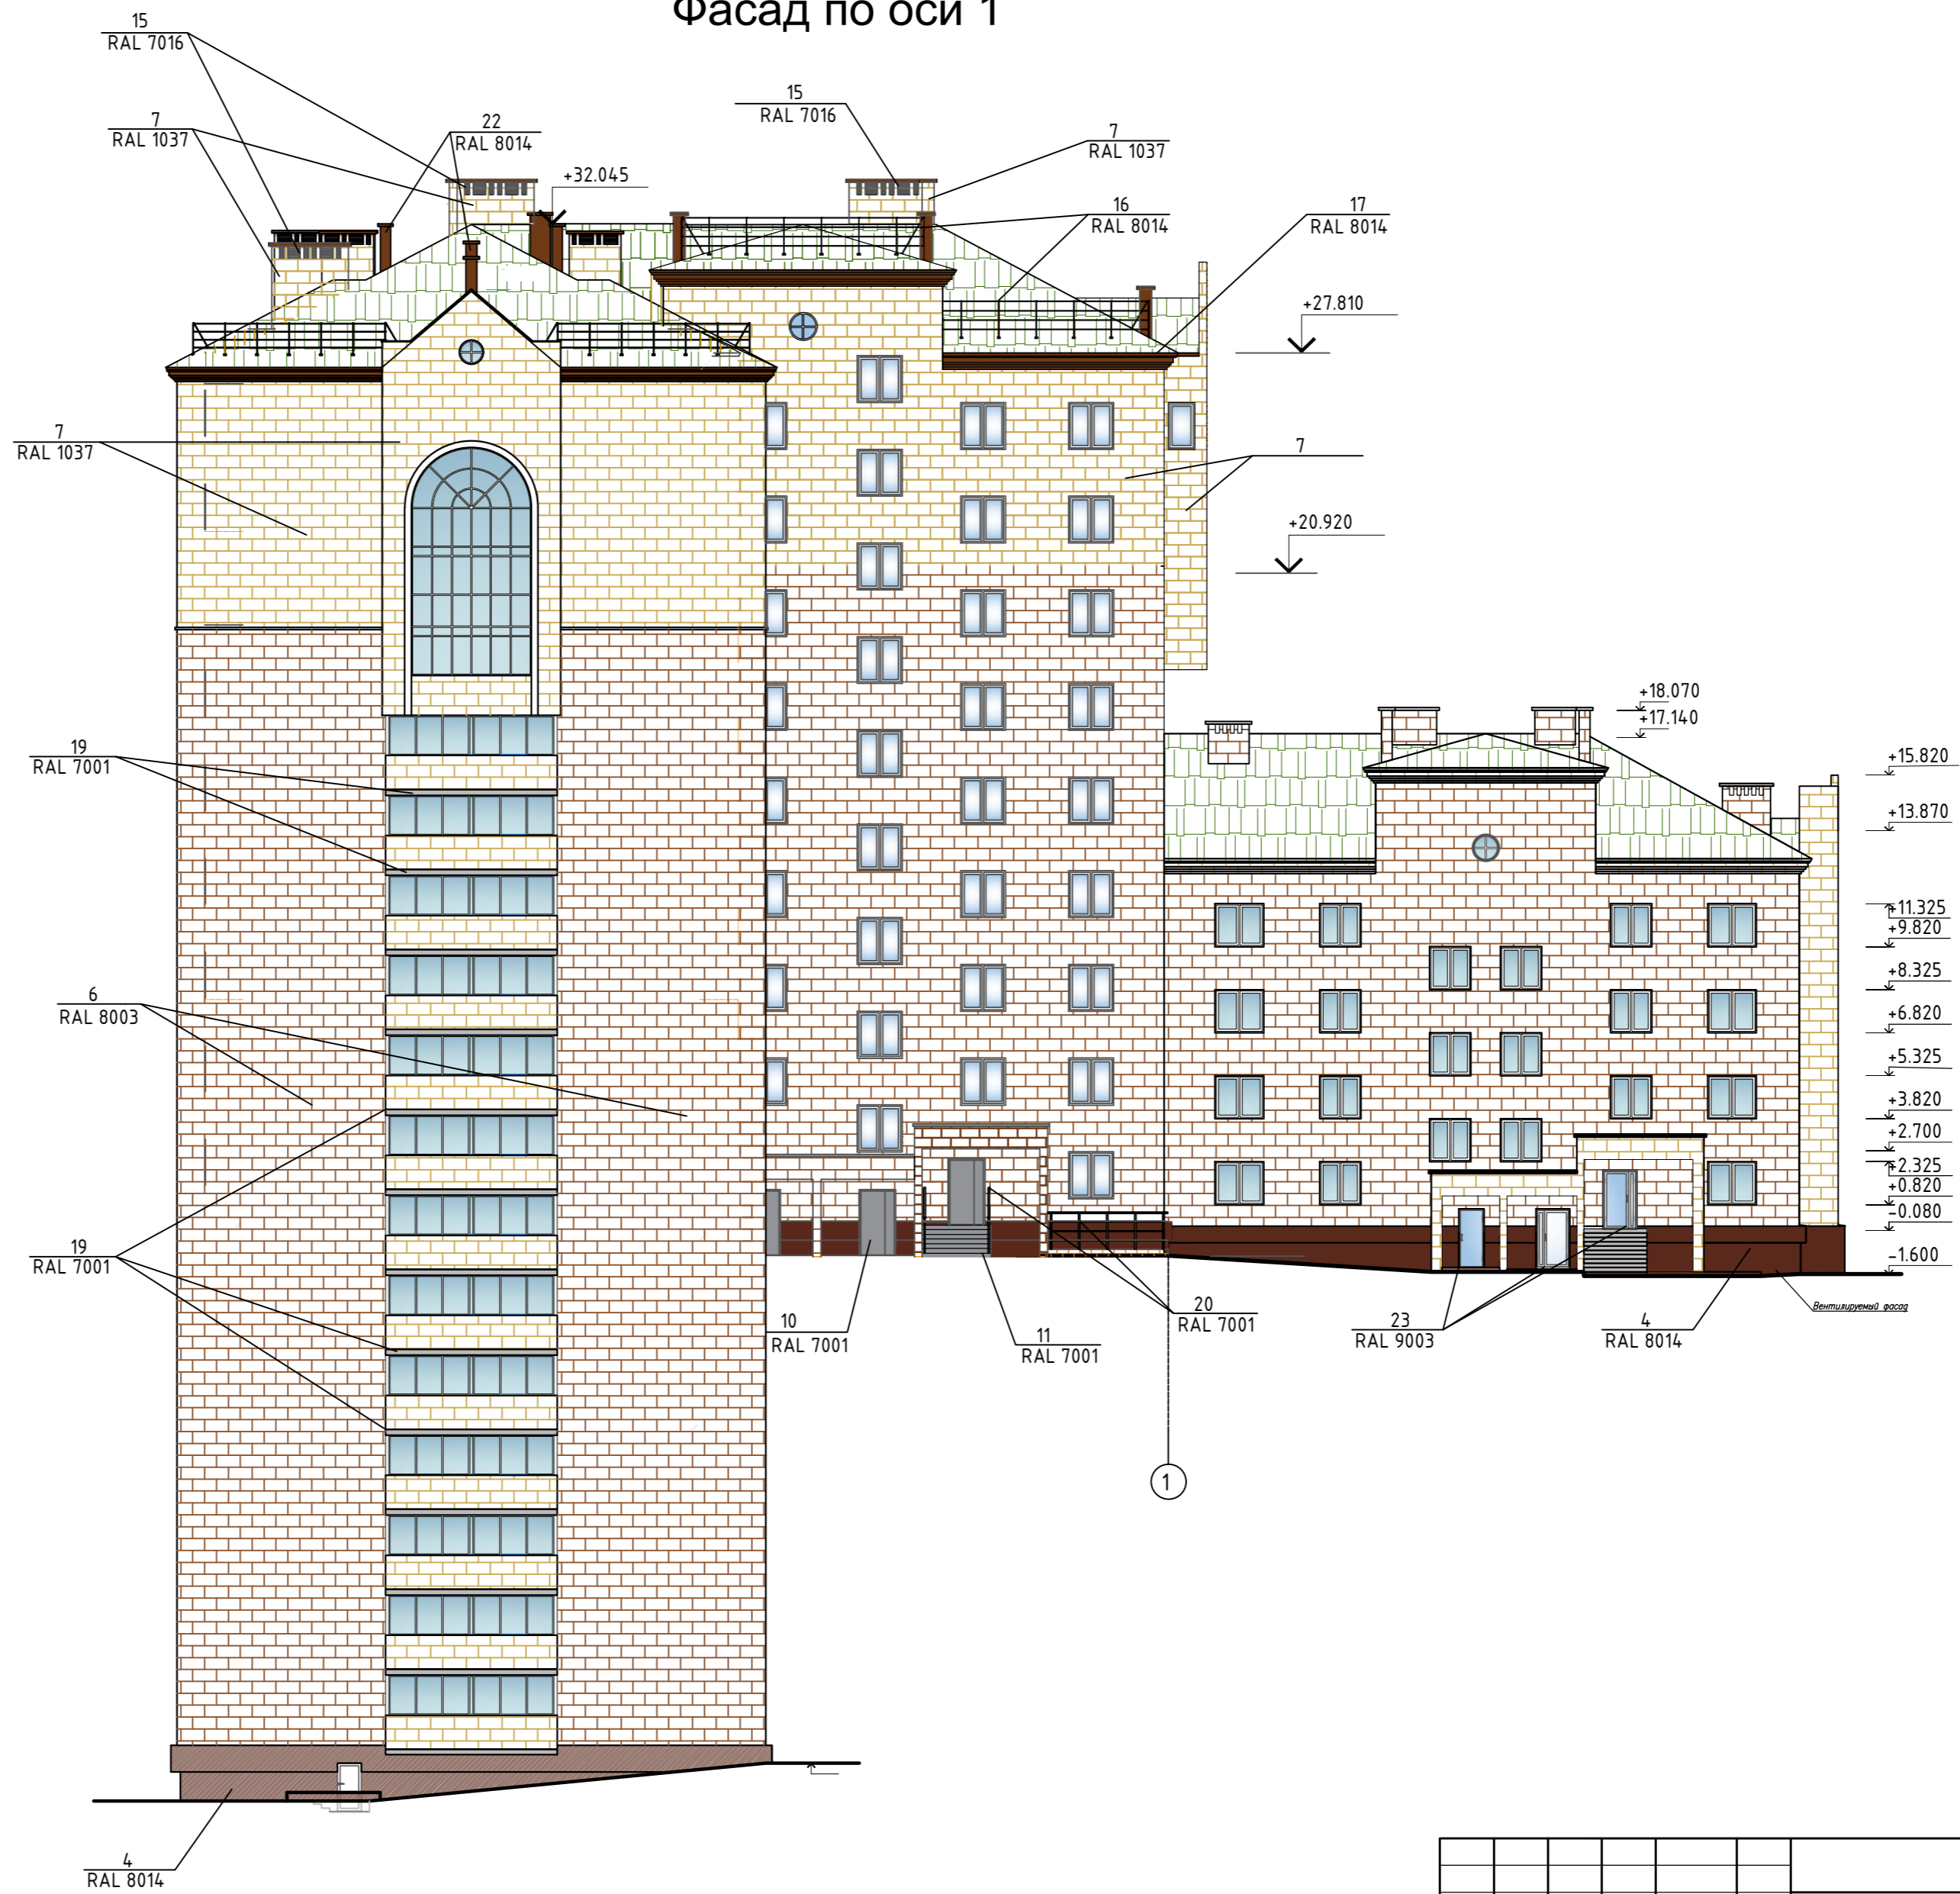 Фасад по оси 1
15
RAL 7016
15
RAL 7016
7
RAL 1037
22
RAL 8014
7
RAL 1037
+32.045
16
RAL 8014
17
RAL 8014
+27.810
7
RAL 1037
7
+20.920
+18.070
+17.140
19
RAL 7001
+15.820
+13.870
+11.325
+9.820
+8.325
6
RAL 8003
+6.820
+5.325
+3.820
+2.700
+2.325
+0.820
-0.080
19
RAL 7001
-1.600
Вентилируемый фасад
10
RAL 7001
11
RAL 7001
20
RAL 7001
23
RAL 9003
4
RAL 8014
1
4
RAL 8014